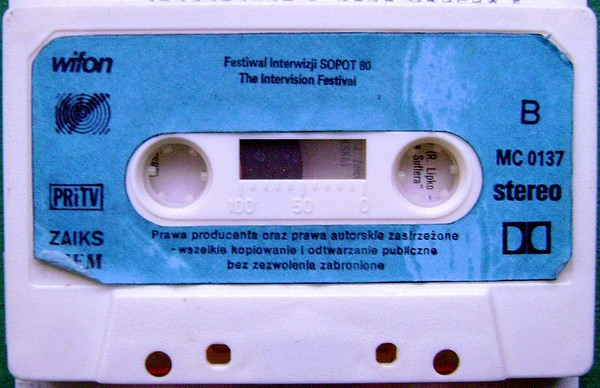 wifon
Festiwal Interwizji SOPOT 80
The Intervision Festival
B
MC 0137
stereo
PRiTV
ZAIKS
100 50 0
(R. Lipko -
Prawa producenta oraz prawa autorskie zastrzeżone
-wszelkie kopiowanie i odtwarzanie publiczne
bez zezwolenia zabronione